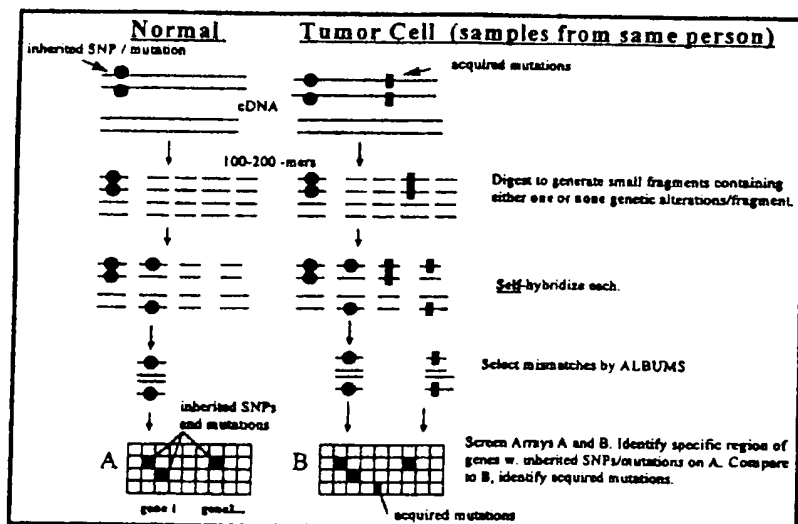 Normal
Tumor Cell (samples from same person)
inherited SNP / mutation
acquired mutations
cDNA
100-200 -mers
Digest to generate small fragments containing
either one or none genetic alterations/fragment.
Self-hybridize each.
Select mismatches by ALBUMS
inherited SNPs
and mutations
A
B
Screen Arrays A and B. Identify specific region of
genes w. inherited SNPs/mutations on A. Compare
to B, identify acquired mutations.
gene 1 gene2...
acquired mutations